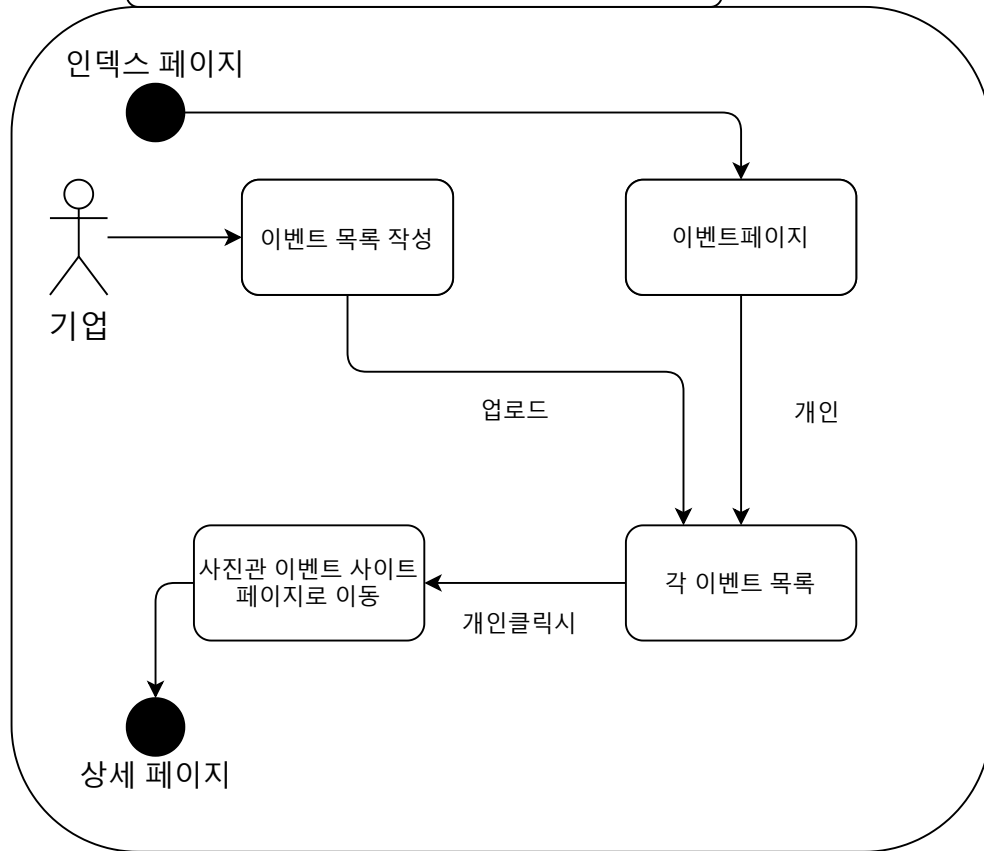 인덱스 페이지
이벤트 목록 작성
이벤트페이지
기업
업로드
개인
사진관 이벤트 사이트
페이지로 이동
각 이벤트 목록
개인클릭시
상세 페이지